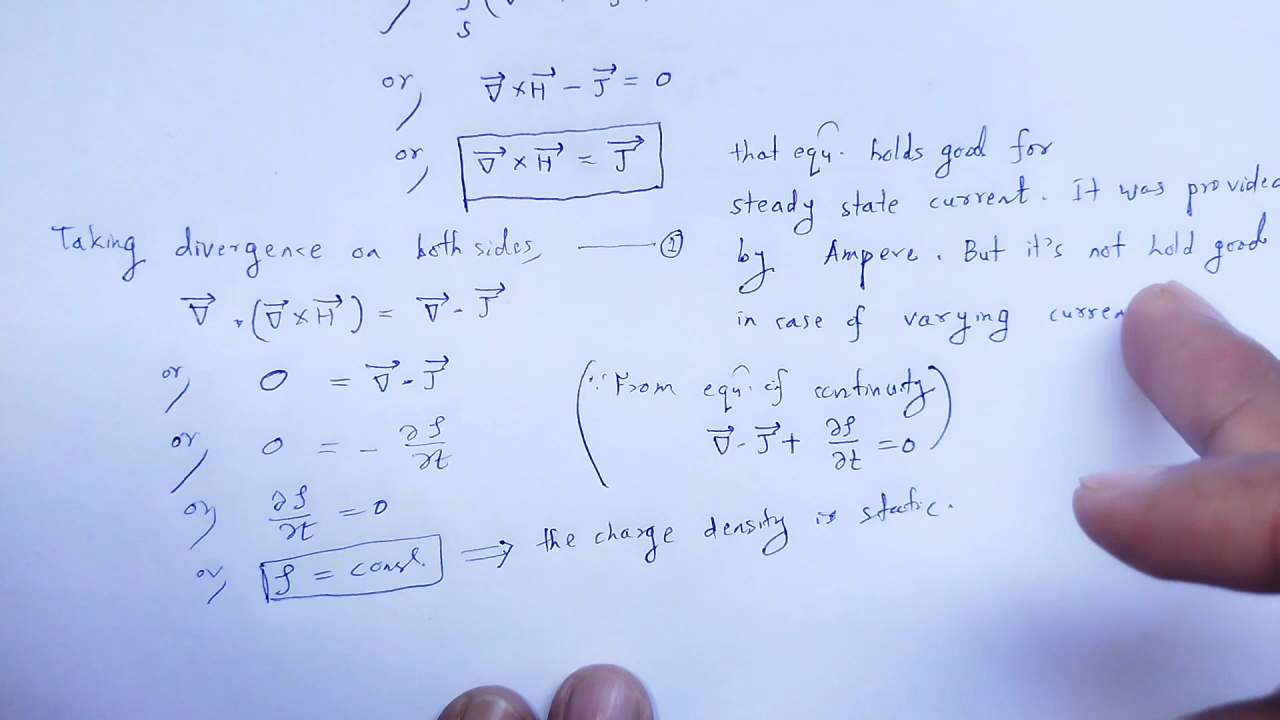 S
or, ∇⃗ × H⃗ − J⃗ = 0
or, ∇⃗ × H⃗ = J⃗
that equn. holds good for
steady state current. It was provided
by Ampere. But it's not hold good
in case of varying
Taking divergence on both sides, —— ②
∇⃗ . (∇⃗ × H⃗) = ∇⃗ . J⃗
or, 0 = ∇⃗ . J⃗
(∵ From equn. of continuity
∇⃗ . J⃗ + ∂ρ/∂t = 0)
or, 0 = − ∂ρ/∂t
or, ∂ρ/∂t = 0
or, ρ = const. ⟹ the charge density is static.